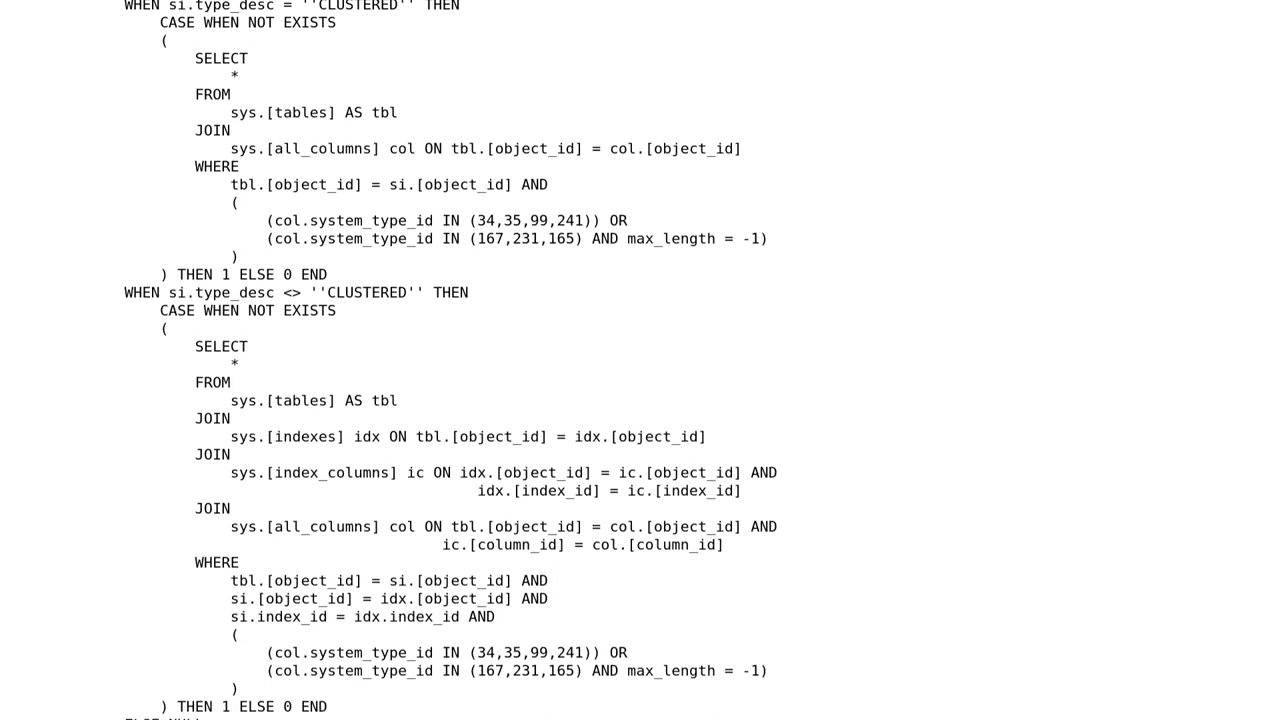 WHEN si.type_desc = ''CLUSTERED'' THEN
CASE WHEN NOT EXISTS
(
SELECT
*
FROM
sys.[tables] AS tbl
JOIN
sys.[all_columns] col ON tbl.[object_id] = col.[object_id]
WHERE
tbl.[object_id] = si.[object_id] AND
(
(col.system_type_id IN (34,35,99,241)) OR
(col.system_type_id IN (167,231,165) AND max_length = -1)
)
) THEN 1 ELSE 0 END
WHEN si.type_desc <> ''CLUSTERED'' THEN
CASE WHEN NOT EXISTS
(
SELECT
*
FROM
sys.[tables] AS tbl
JOIN
sys.[indexes] idx ON tbl.[object_id] = idx.[object_id]
JOIN
sys.[index_columns] ic ON idx.[object_id] = ic.[object_id] AND
idx.[index_id] = ic.[index_id]
JOIN
sys.[all_columns] col ON tbl.[object_id] = col.[object_id] AND
ic.[column_id] = col.[column_id]
WHERE
tbl.[object_id] = si.[object_id] AND
si.[object_id] = idx.[object_id] AND
si.index_id = idx.index_id AND
(
(col.system_type_id IN (34,35,99,241)) OR
(col.system_type_id IN (167,231,165) AND max_length = -1)
)
) THEN 1 ELSE 0 END